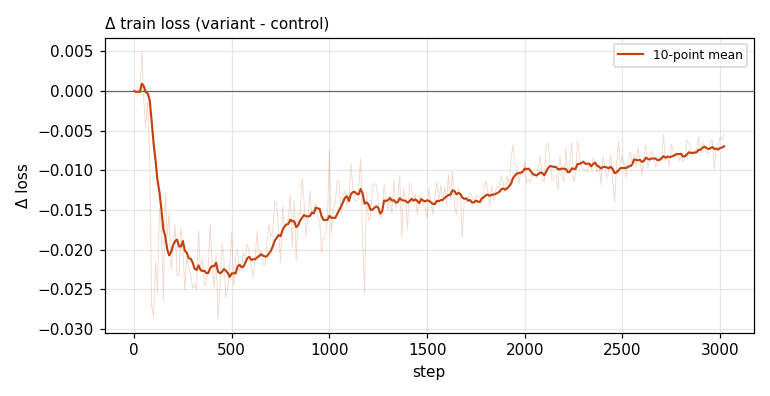 Δ train loss (variant - control)
10-point mean
0.005
0.000
−0.005
−0.010
−0.015
−0.020
−0.025
−0.030
Δ loss
0 500 1000 1500 2000 2500 3000
step